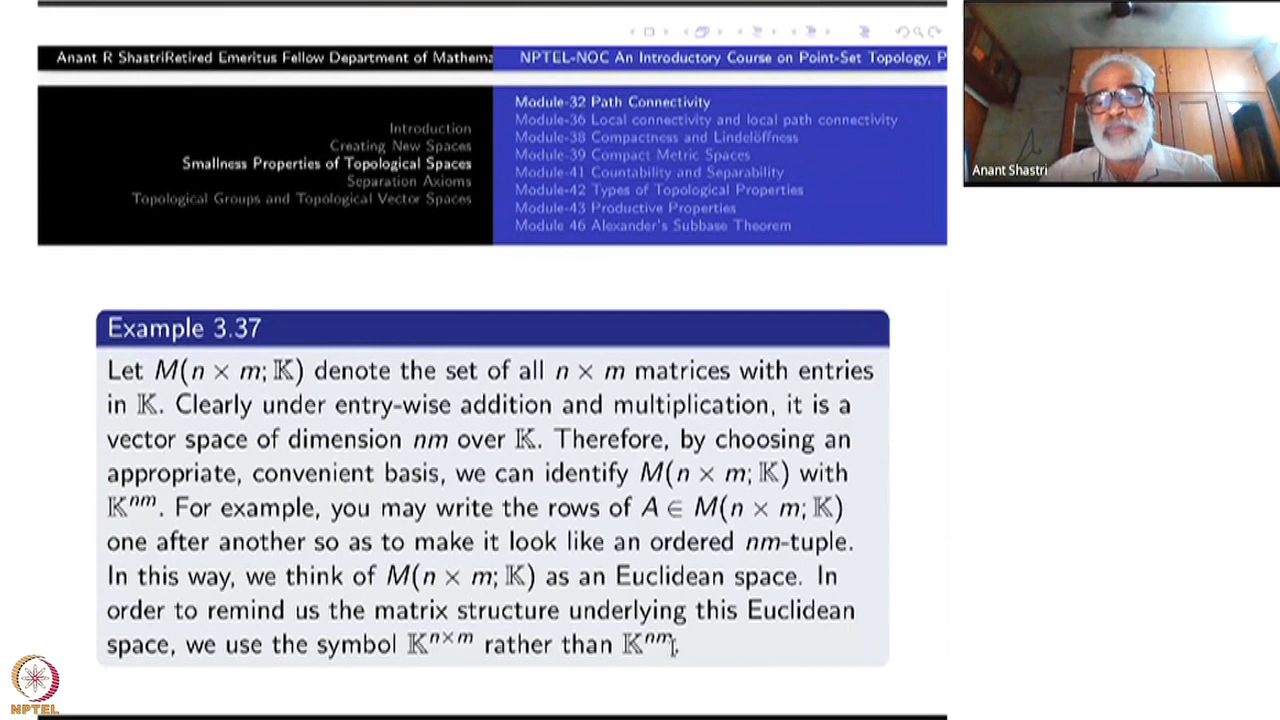 Anant R ShastriRetired Emeritus Fellow Department of Mathema
NPTEL-NOC An Introductory Course on Point-Set Topology, P
Introduction
Creating New Spaces
Smallness Properties of Topological Spaces
Separation Axioms
Topological Groups and Topological Vector Spaces
Module-32 Path Connectivity
Module-36 Local connectivity and local path connectivity
Module-38 Compactness and Lindelöffness
Module-39 Compact Metric Spaces
Module-41 Countability and Separability
Module-42 Types of Topological Properties
Module-43 Productive Properties
Module 46 Alexander's Subbase Theorem
Anant Shastri
Example 3.37
Let M(n × m; 𝕂) denote the set of all n × m matrices with entries
in 𝕂. Clearly under entry-wise addition and multiplication, it is a
vector space of dimension nm over 𝕂. Therefore, by choosing an
appropriate, convenient basis, we can identify M(n × m; 𝕂) with
𝕂^{nm}. For example, you may write the rows of A ∈ M(n × m; 𝕂)
one after another so as to make it look like an ordered nm-tuple.
In this way, we think of M(n × m; 𝕂) as an Euclidean space. In
order to remind us the matrix structure underlying this Euclidean
space, we use the symbol 𝕂^{n×m} rather than 𝕂^{nm}.
NPTEL